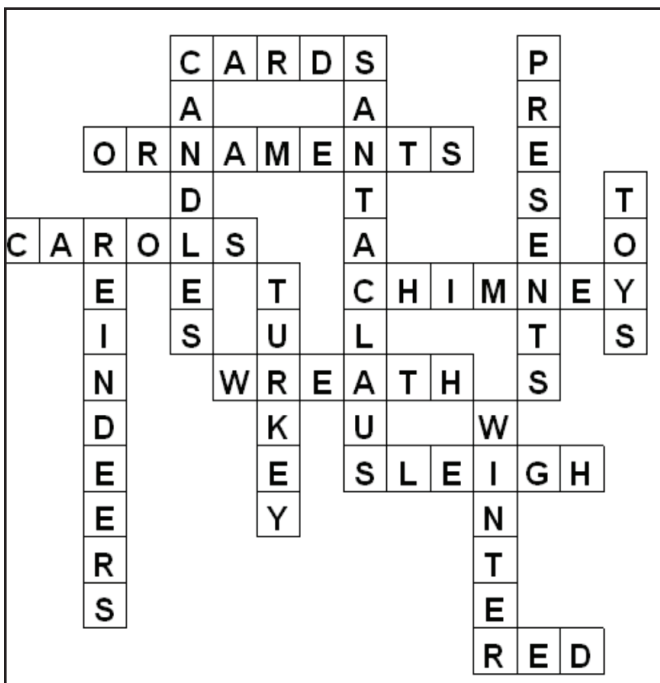 C A R D S P
A A R
O R N A M E N T S E
D T S T
C A R O L S A E O
E E T C H I M N E Y
I S U L T S
N W R E A T H S
D K U W
E E S L E I G H
E Y N
R T
S E
R E D